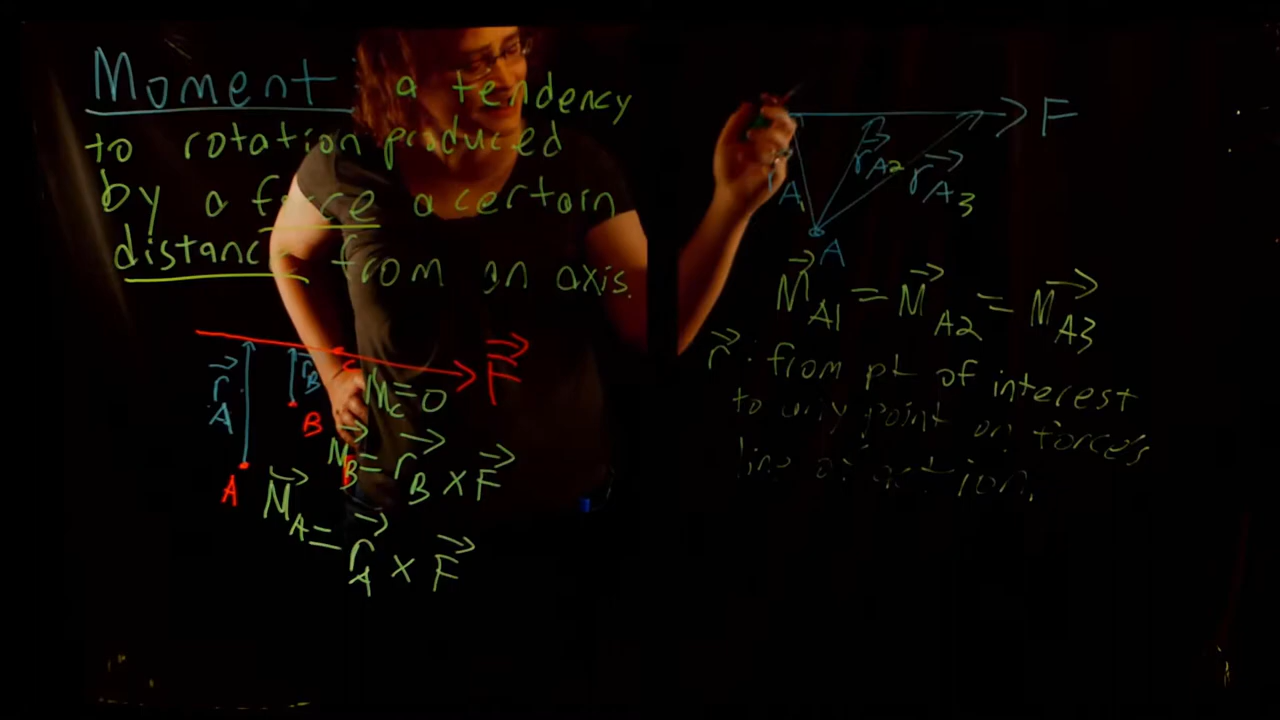 Moment: a tendency
to rotation produced
by a force a certain
distance from an axis.
F
r A
r B
A
B
F
M C = 0
M B = r B × F
M A = r A × F
F
r A1
r A2
r A3
A
M A1 = M A2 = M A3
r: from pt of interest
to any point on force's
line of action.